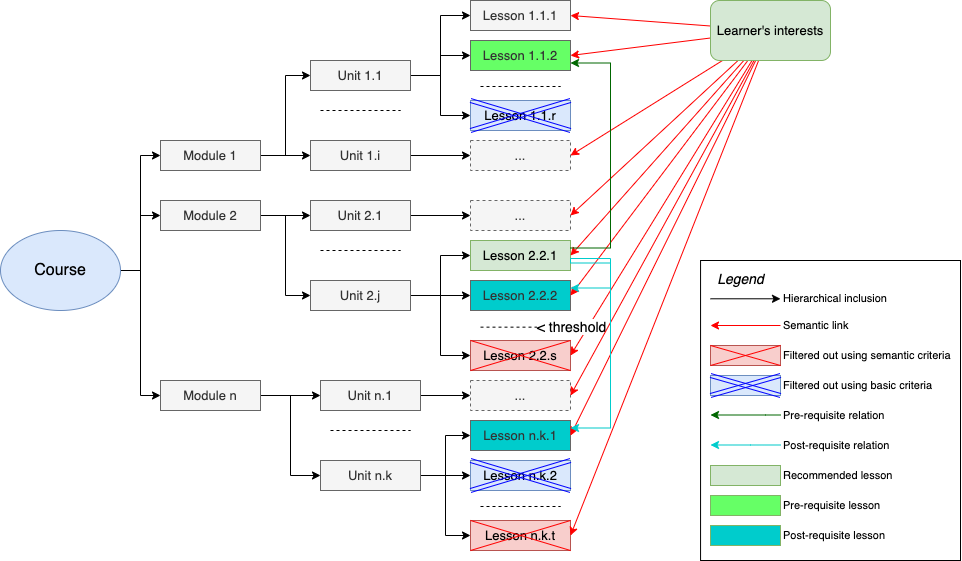 Lesson 1.1.1
Learner's interests
Lesson 1.1.2
Unit 1.1
Lesson 1.1.r
Module 1
Unit 1.i
...
Module 2
Unit 2.1
...
Lesson 2.2.1
Course
Unit 2.j
Lesson 2.2.2
< threshold
Lesson 2.2.s
Module n
Unit n.1
...
Lesson n.k.1
Unit n.k
Lesson n.k.2
Lesson n.k.t
Legend
Hierarchical inclusion
Semantic link
Filtered out using semantic criteria
Filtered out using basic criteria
Pre-requisite relation
Post-requisite relation
Recommended lesson
Pre-requisite lesson
Post-requisite lesson